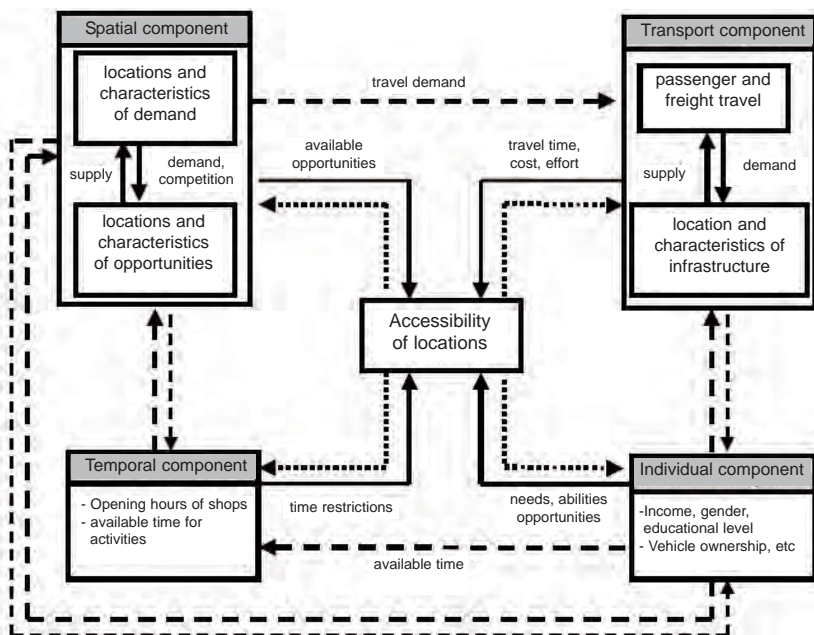 Spatial component
locations and
characteristics
of demand
supply
demand,
competition
locations and
characteristics
of opportunities
travel demand
available
opportunities
travel time,
cost, effort
Transport component
passenger and
freight travel
supply
demand
location and
characteristics of
infrastructure
Accessibility
of locations
Temporal component
- Opening hours of shops
- available time for
activities
time restrictions
needs, abilities
opportunities
available time
Individual component
-Income, gender,
educational level
- Vehicle ownership, etc